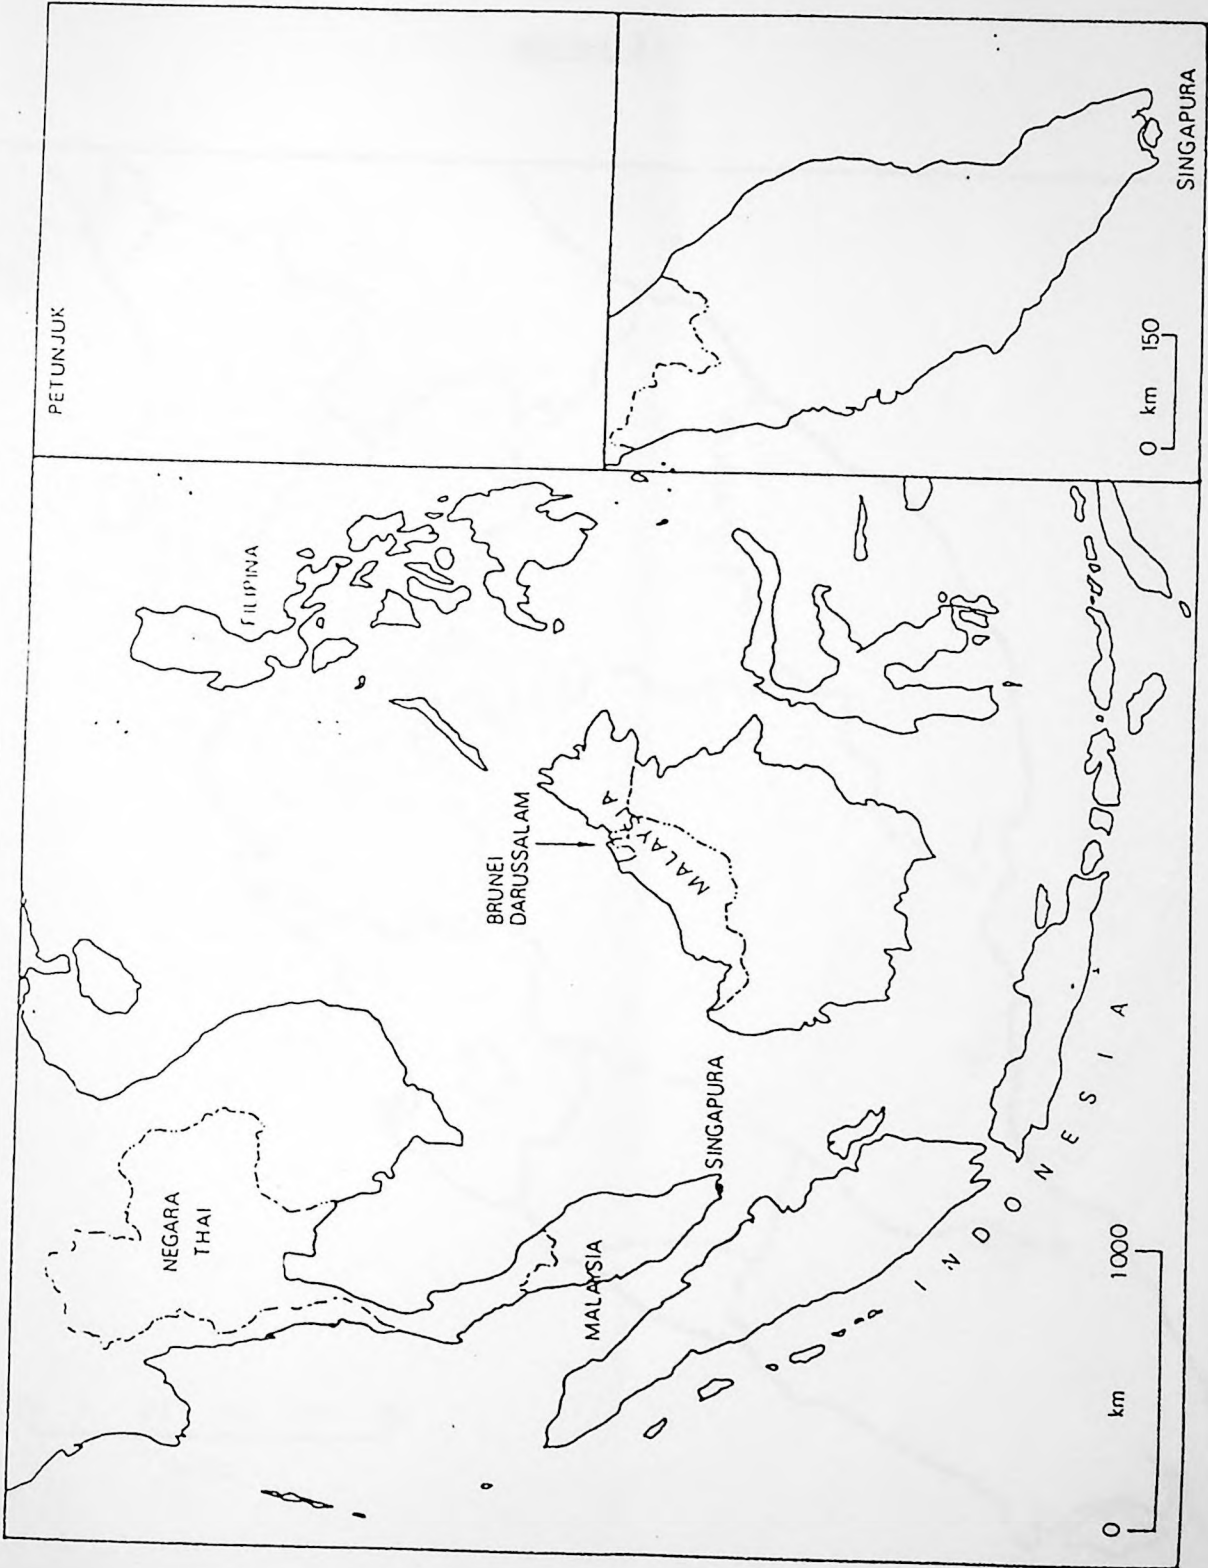 PETUNJUK
FILIPINA
BRUNEI
DARUSSALAM
NEGARA
THAI
MALAYSIA
MALAYSIA
SINGAPURA
INDONESIA
0 km 1000
0 km 150
SINGAPURA